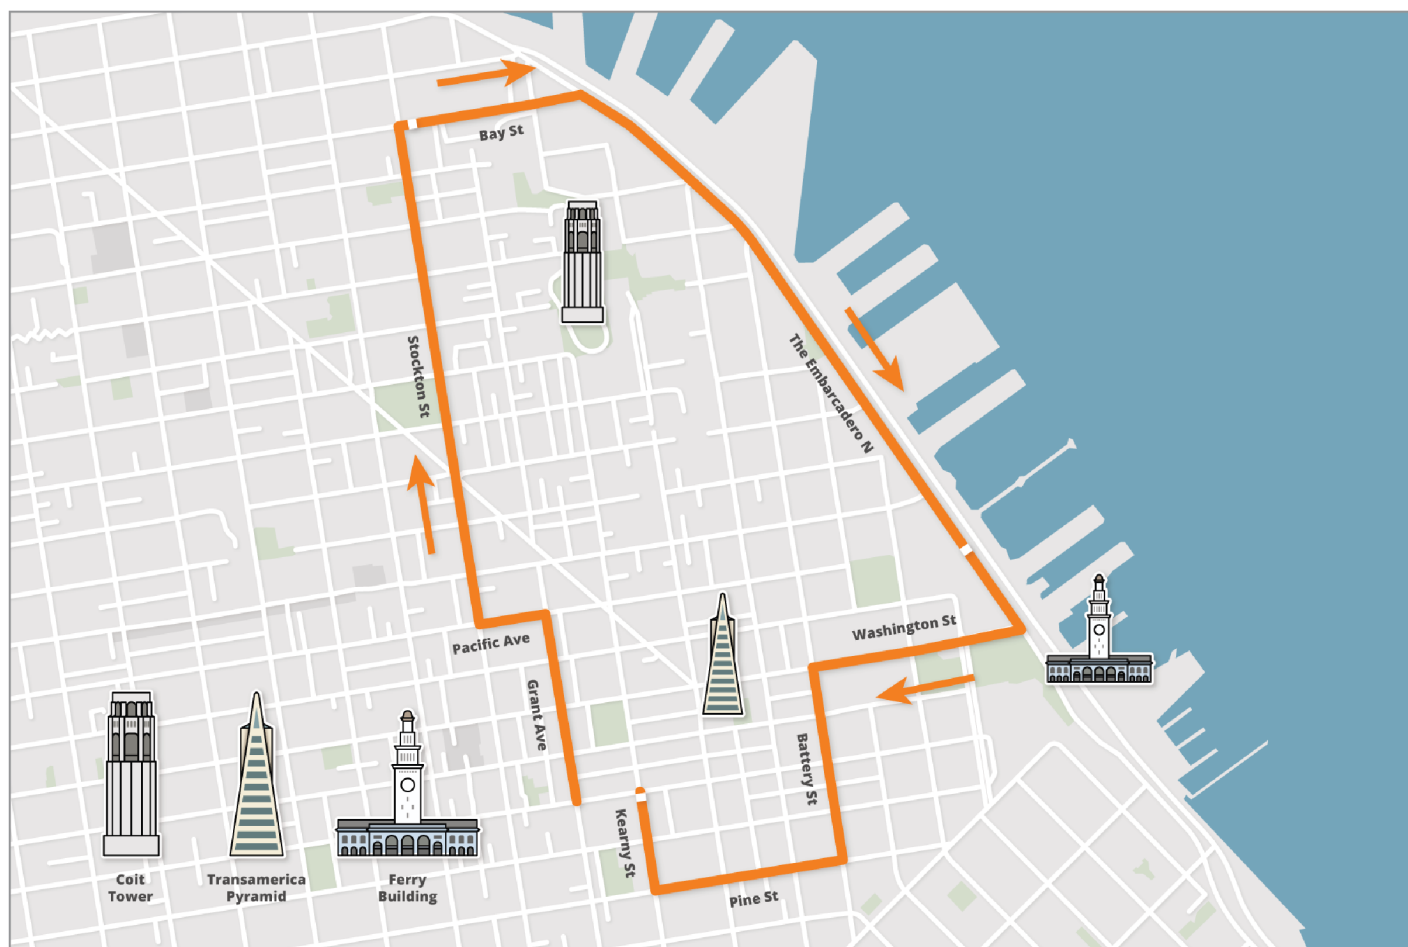 Bay St
Stockton St
The Embarcadero N
Washington St
Pacific Ave
Grant Ave
Battery St
Kearny St
Pine St
Coit
Tower
Transamerica
Pyramid
Ferry
Building